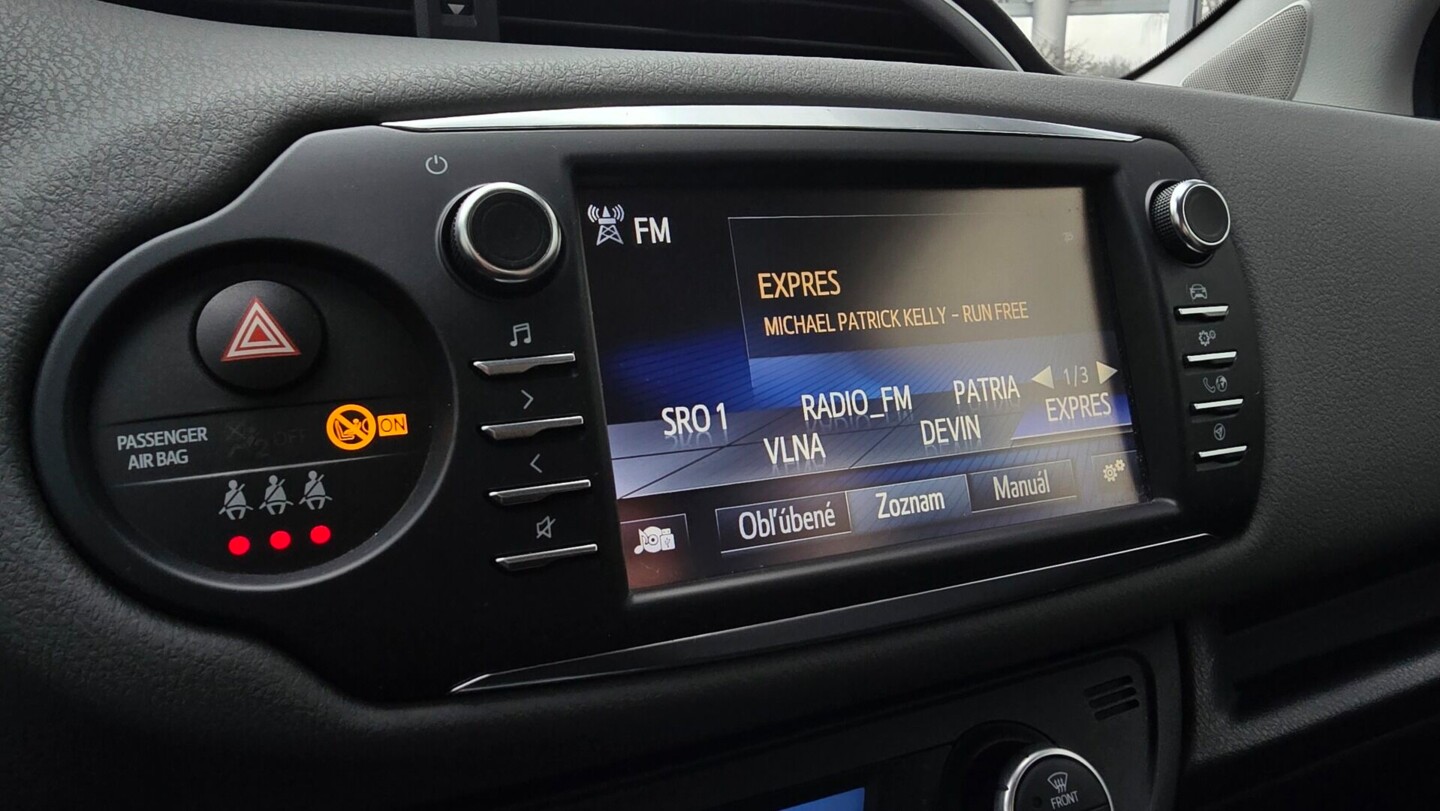 FM
EXPRES
MICHAEL PATRICK KELLY - RUN FREE
1/3
SRO 1
RADIO_FM
PATRIA
VLNA
DEVIN
EXPRES
Obľúbené
Zoznam
Manuál
PASSENGER
AIR BAG
OFF
ON
FRONT